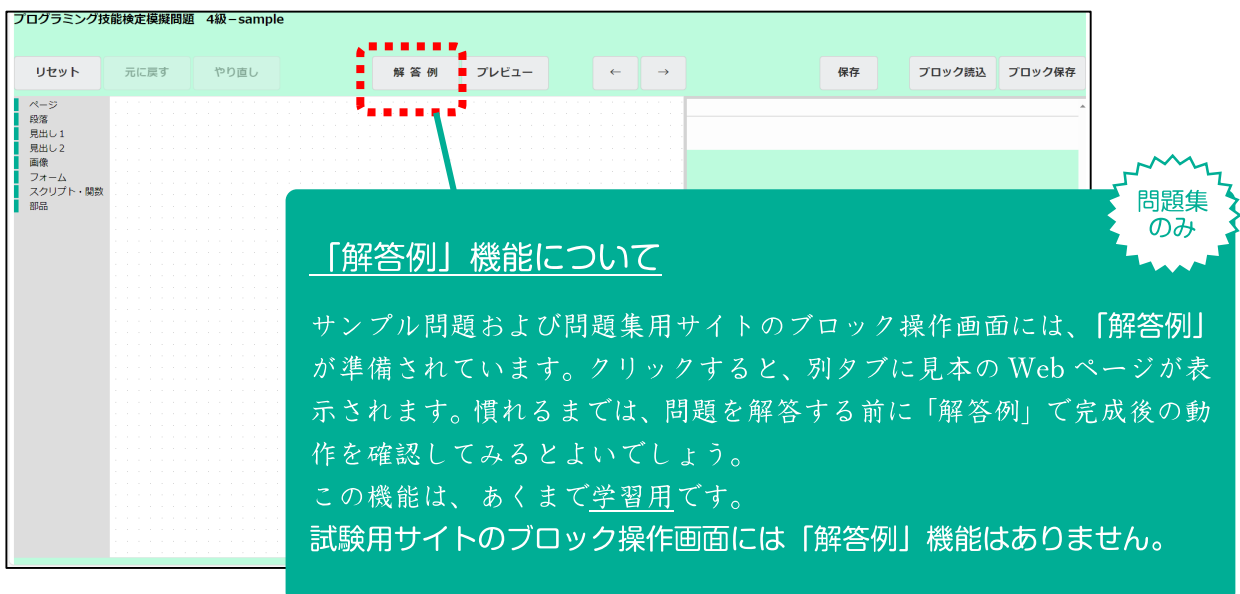 プログラミング技能検定模擬問題 4級－sample
リセット 元に戻す やり直し 解 答 例 プレビュー ← → 保存 ブロック読込 ブロック保存
ページ
段落
見出し1
見出し2
画像
フォーム
スクリプト・関数
部品
問題集
のみ
「解答例」機能について
サンプル問題および問題集用サイトのブロック操作画面には、「解答例」
が準備されています。クリックすると、別タブに見本の Web ページが表
示されます。慣れるまでは、問題を解答する前に「解答例」で完成後の動
作を確認してみるとよいでしょう。
この機能は、あくまで学習用です。
試験用サイトのブロック操作画面には「解答例」機能はありません。